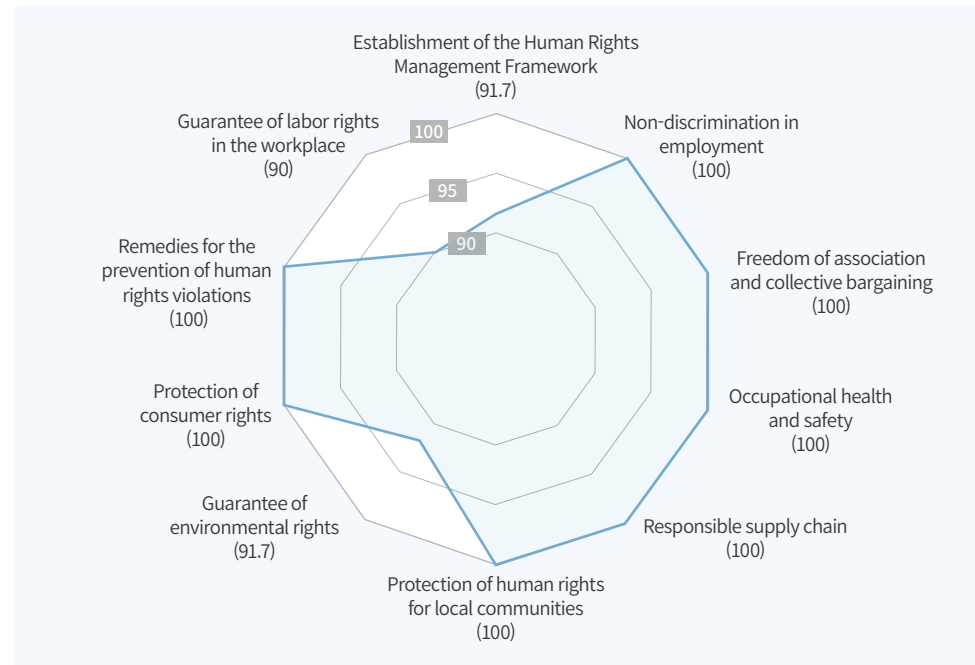 Establishment of the Human Rights
Management Framework
(91.7)
Non-discrimination in
employment
(100)
Freedom of association
and collective bargaining
(100)
Occupational health
and safety
(100)
Responsible supply chain
(100)
Protection of human rights
for local communities
(100)
Guarantee of
environmental rights
(91.7)
Protection of
consumer rights
(100)
Remedies for the
prevention of human
rights violations
(100)
Guarantee of labor rights
in the workplace
(90)
100
95
90